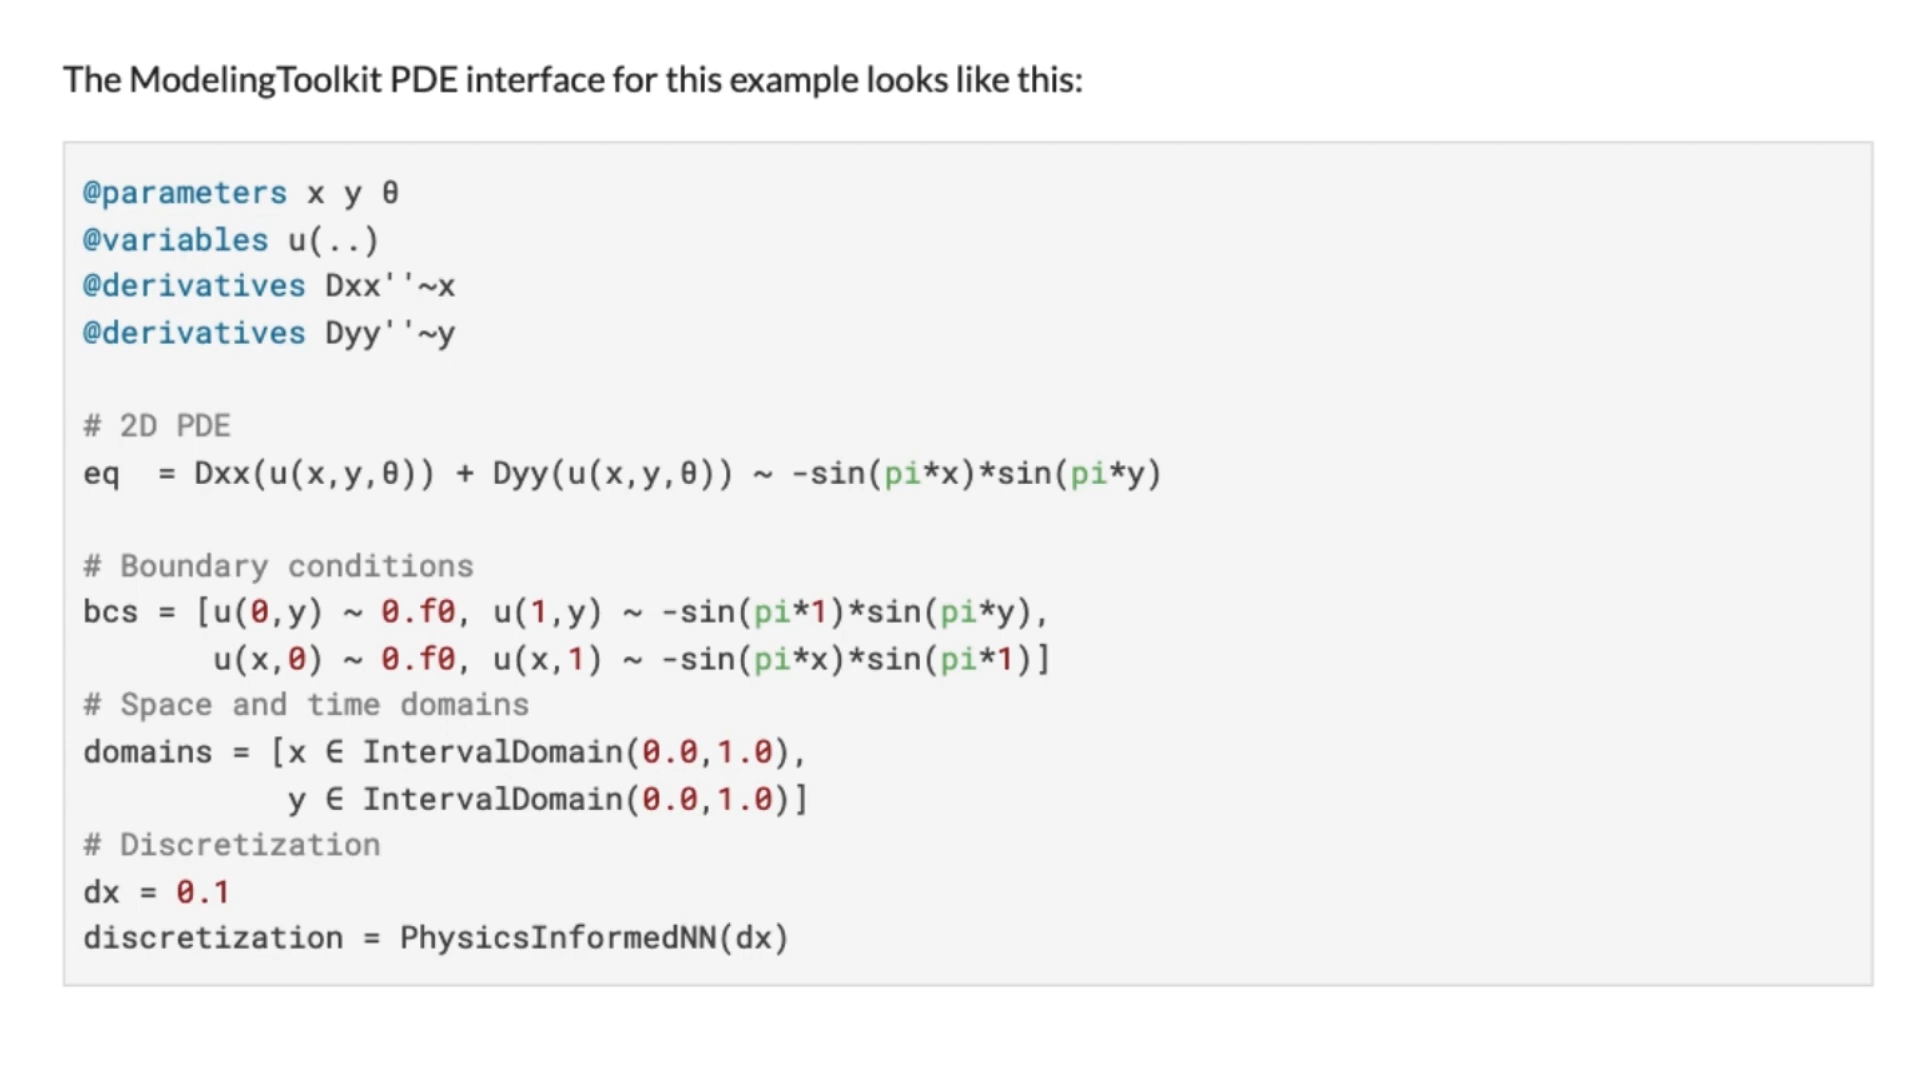 The ModelingToolkit PDE interface for this example looks like this:
@parameters x y θ
@variables u(..)
@derivatives Dxx''~x
@derivatives Dyy''~y
# 2D PDE
eq  = Dxx(u(x,y,θ)) + Dyy(u(x,y,θ)) ~ -sin(pi*x)*sin(pi*y)
# Boundary conditions
bcs = [u(0,y) ~ 0.f0, u(1,y) ~ -sin(pi*1)*sin(pi*y),
       u(x,0) ~ 0.f0, u(x,1) ~ -sin(pi*x)*sin(pi*1)]
# Space and time domains
domains = [x ∈ IntervalDomain(0.0,1.0),
           y ∈ IntervalDomain(0.0,1.0)]
# Discretization
dx = 0.1
discretization = PhysicsInformedNN(dx)